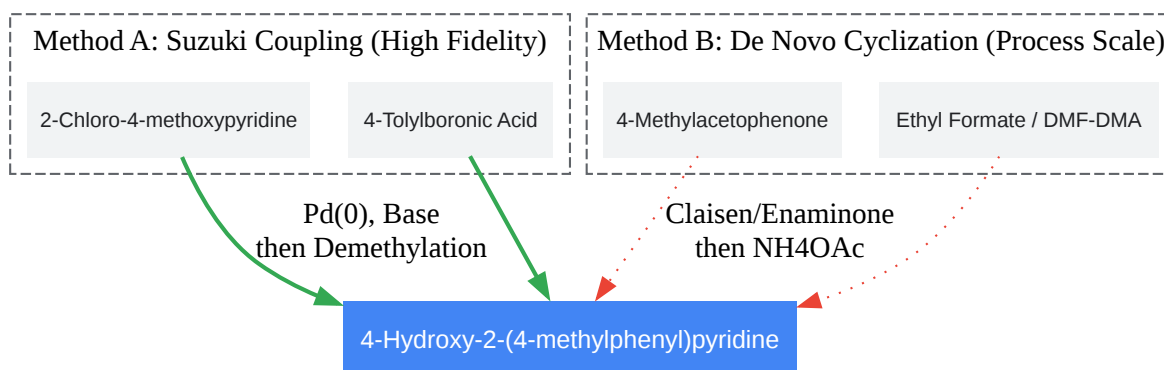 Method A: Suzuki Coupling (High Fidelity)
Method B: De Novo Cyclization (Process Scale)
2-Chloro-4-methoxypyridine
4-Tolylboronic Acid
4-Methylacetophenone
Ethyl Formate / DMF-DMA
Pd(0), Base
then Demethylation
Claisen/Enaminone
then NH4OAc
4-Hydroxy-2-(4-methylphenyl)pyridine